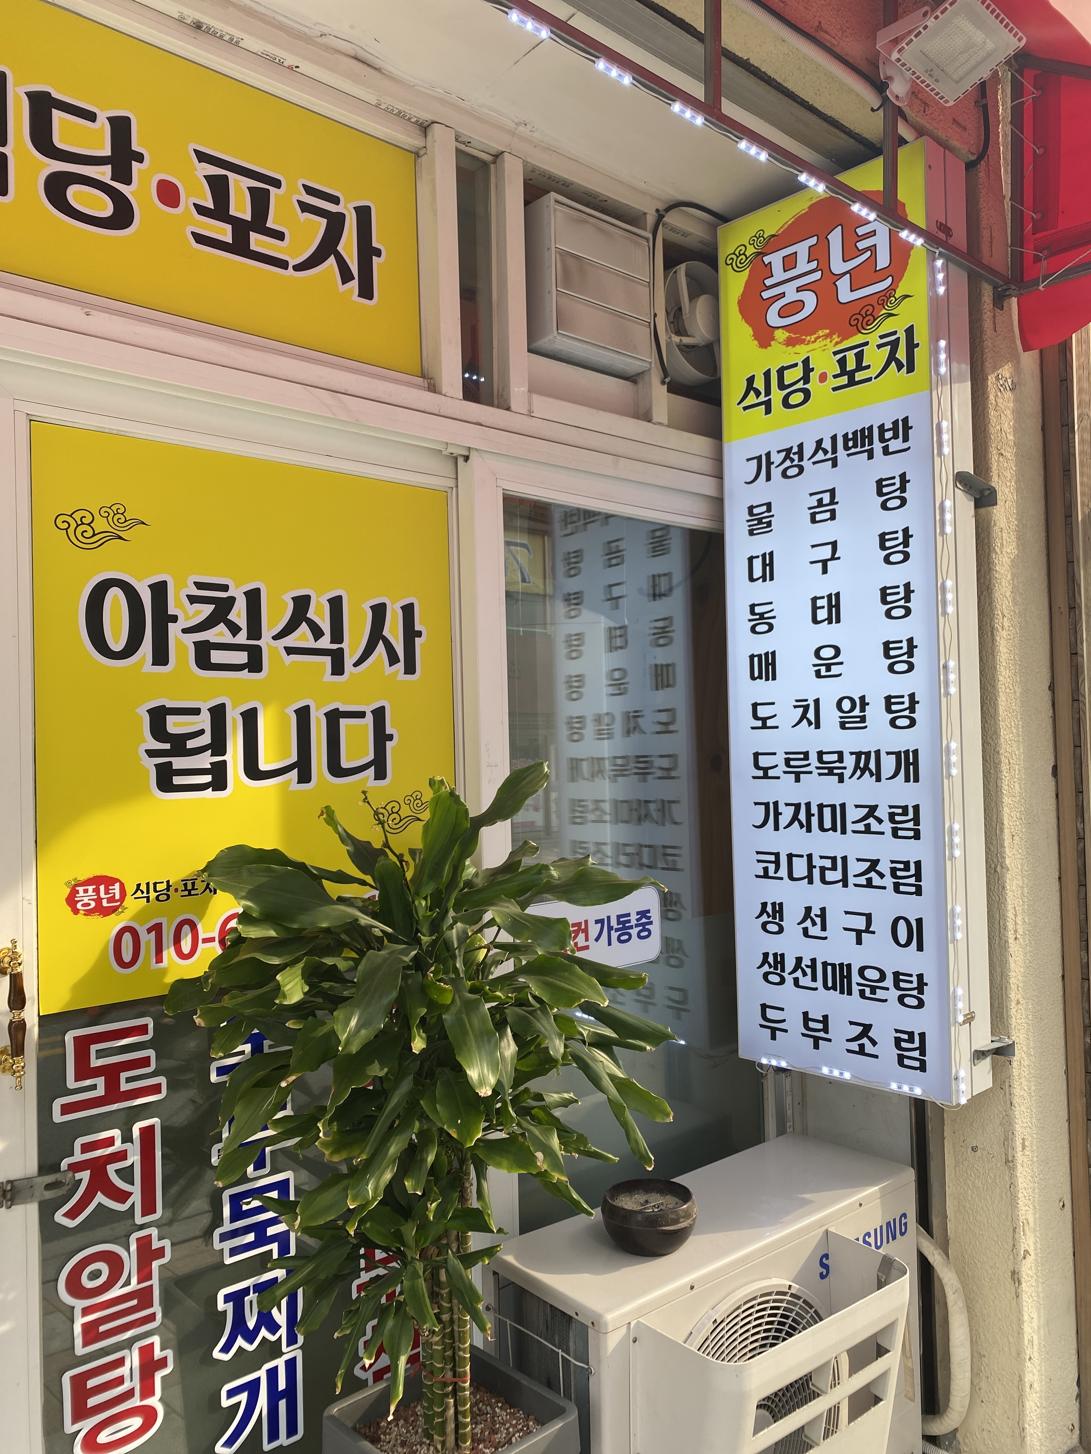 식당·포차
풍년
식당·포차
가정식백반
물곰탕
대구탕
동태탕
매운탕
도치알탕
도루묵찌개
가자미조림
코다리조림
생선구이
생선매운탕
두부조림
아침식사
됩니다
풍년 식당·포차
010-6
가동중
도치알탕
묵찌개
SAMSUNG